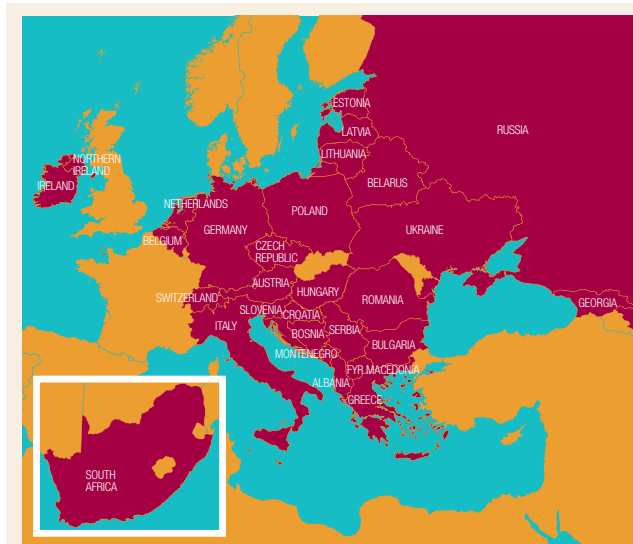 ESTONIA
RUSSIA
LATVIA
LITHUANIA
NORTHERN
IRELAND
IRELAND
BELARUS
NETHERLANDS
POLAND
GERMANY
UKRAINE
BELGIUM
CZECH
REPUBLIC
AUSTRIA
HUNGARY
SWITZERLAND
ROMANIA
GEORGIA
SLOVENIA
CROATIA
ITALY
SERBIA
BOSNIA
BULGARIA
MONTENEGRO
FYR.MACEDONIA
ALBANIA
GREECE
SOUTH
AFRICA